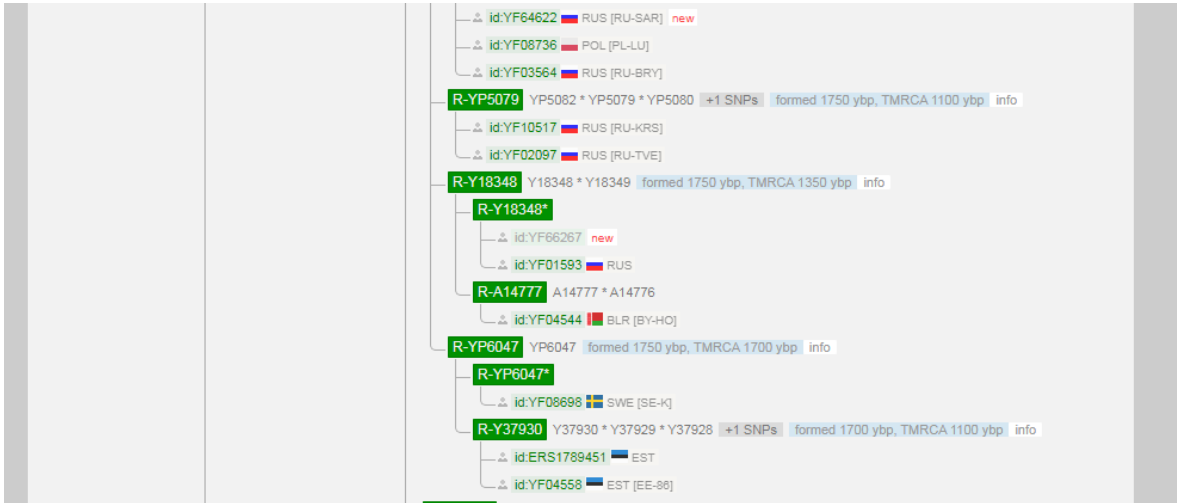 id:YF64622 RUS [RU-SAR] new
id:YF08736 POL [PL-LU]
id:YF03564 RUS [RU-BRY]
R-YP5079 YP5082 * YP5079 * YP5080 +1 SNPs formed 1750 ybp, TMRCA 1100 ybp info
id:YF10517 RUS [RU-KRS]
id:YF02097 RUS [RU-TVE]
R-Y18348 Y18348 * Y18349 formed 1750 ybp, TMRCA 1350 ybp info
R-Y18348*
id:YF66267 new
id:YF01593 RUS
R-A14777 A14777 * A14776
id:YF04544 BLR [BY-HO]
R-YP6047 YP6047 formed 1750 ybp, TMRCA 1700 ybp info
R-YP6047*
id:YF08698 SWE [SE-K]
R-Y37930 Y37930 * Y37929 * Y37928 +1 SNPs formed 1700 ybp, TMRCA 1100 ybp info
id:ERS1789451 EST
id:YF04558 EST [EE-86]